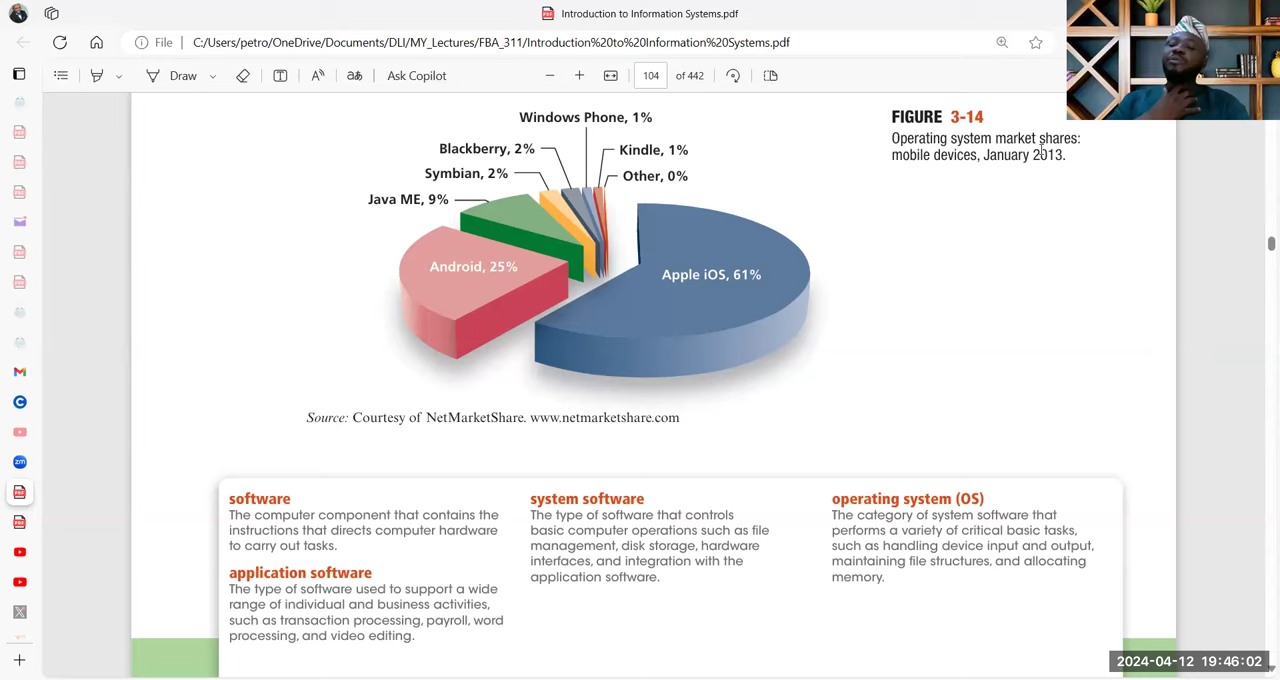 Introduction to Information Systems.pdf
File
C:/Users/petro/OneDrive/Documents/DLI/MY_Lectures/FBA_311/Introduction%20to%20Information%20Systems.pdf
Draw
Ask Copilot
104 of 442
Windows Phone, 1%
Blackberry, 2%
Kindle, 1%
Symbian, 2%
Other, 0%
Java ME, 9%
Android, 25%
Apple iOS, 61%
FIGURE 3-14
Operating system market shares:
mobile devices, January 2013.
Source: Courtesy of NetMarketShare. www.netmarketshare.com
software
The computer component that contains the
instructions that directs computer hardware
to carry out tasks.
application software
The type of software used to support a wide
range of individual and business activities,
such as transaction processing, payroll, word
processing, and video editing.
system software
The type of software that controls
basic computer operations such as file
management, disk storage, hardware
interfaces, and integration with the
application software.
operating system (OS)
The category of system software that
performs a variety of critical basic tasks,
such as handling device input and output,
maintaining file structures, and allocating
memory.
2024-04-12 19:46:02